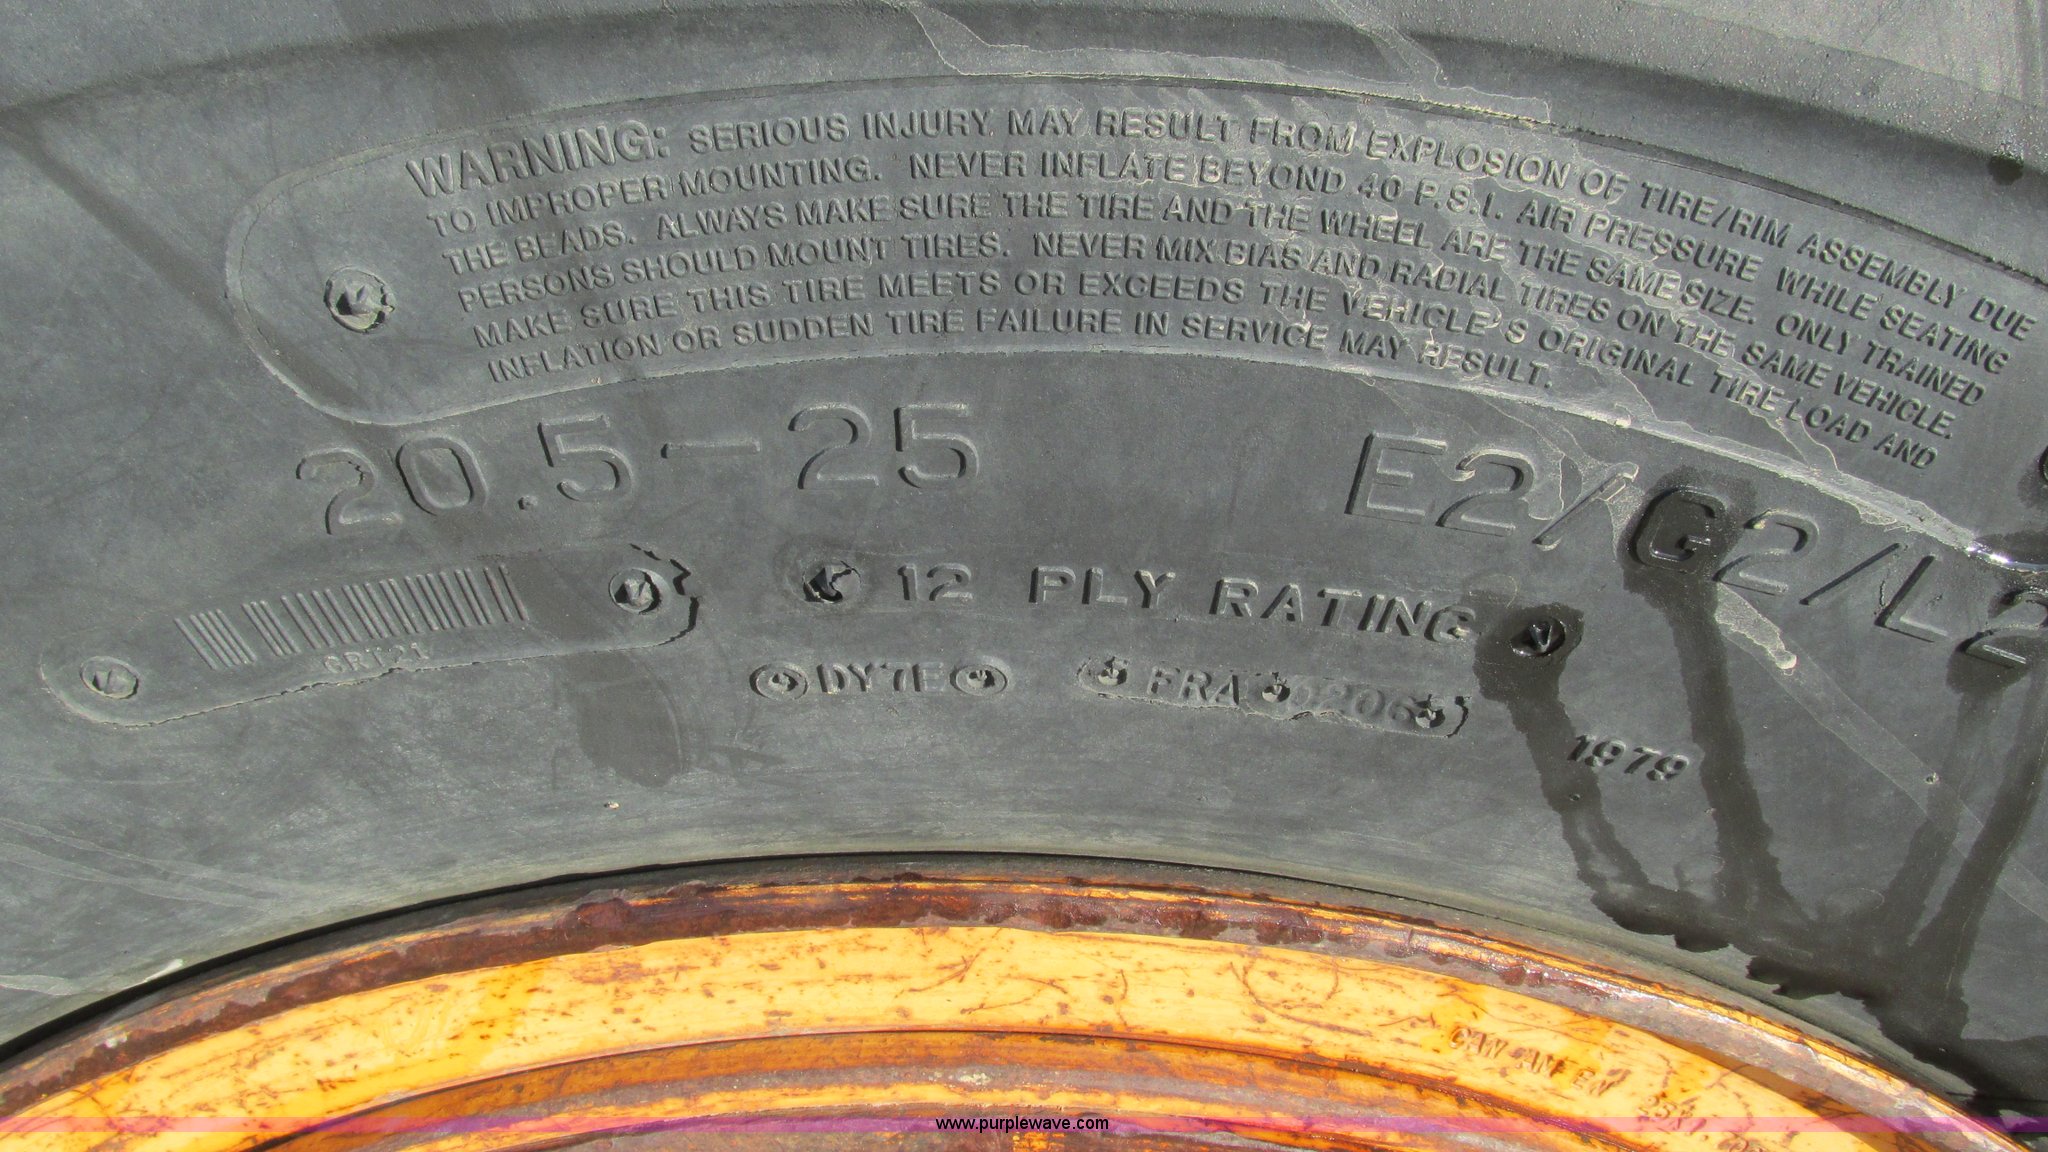 WARNING: SERIOUS INJURY MAY RESULT FROM EXPLOSION OF TIRE/RIM ASSEMBLY DUE
TO IMPROPER MOUNTING. NEVER INFLATE BEYOND 40 P.S.I. AIR PRESSURE WHILE SEATING
THE BEADS. ALWAYS MAKE SURE THE TIRE AND THE WHEEL ARE THE SAME SIZE. ONLY TRAINED
PERSONS SHOULD MOUNT TIRES. NEVER MIX BIAS AND RADIAL TIRES ON THE SAME VEHICLE.
MAKE SURE THIS TIRE MEETS OR EXCEEDS THE VEHICLE'S ORIGINAL TIRE LOAD AND
INFLATION OR SUDDEN TIRE FAILURE IN SERVICE MAY RESULT.
20.5-25 E2/G2/L2
12 PLY RATING
DY7E FRA
1979
www.purplewave.com